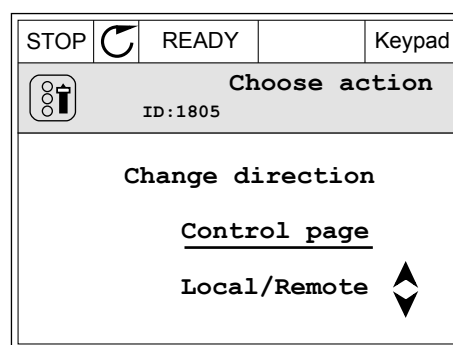 STOP READY Keypad
Choose action
ID:1805
Change direction
Control page
Local/Remote